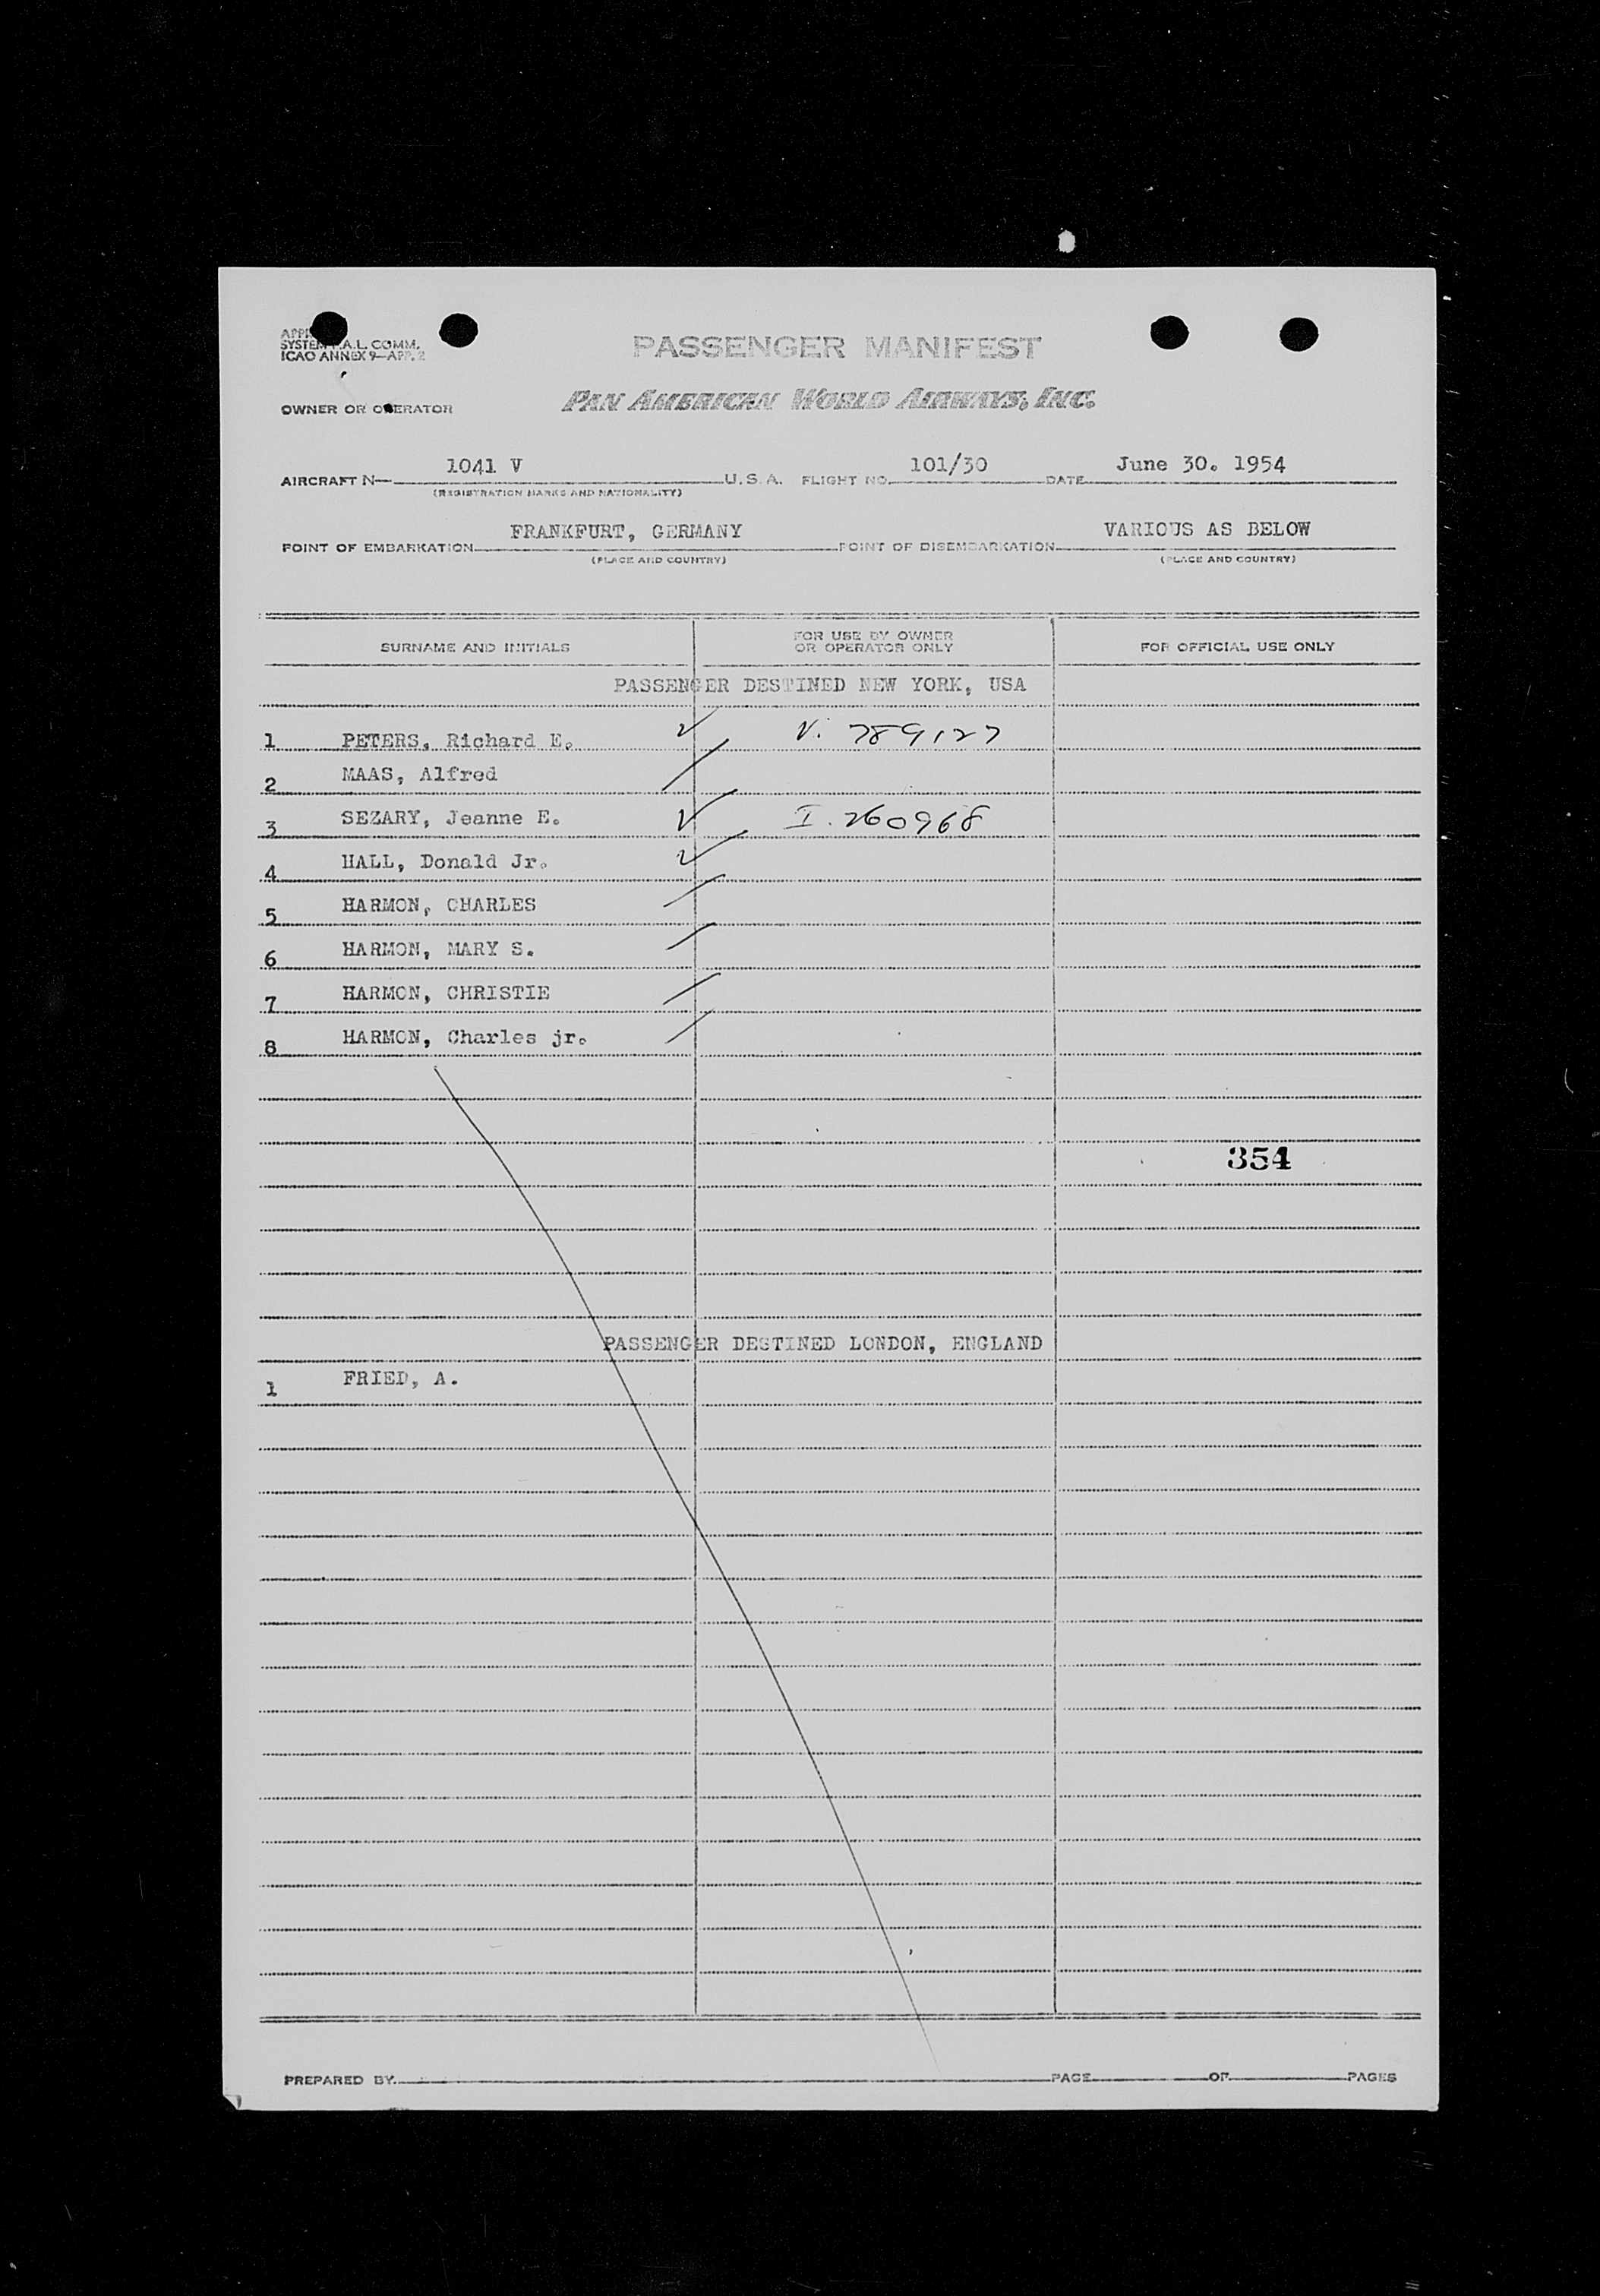 SYSTEM P.A.L. COMM.
ICAO ANNEX 9—APP. 2
PASSENGER MANIFEST
OWNER OR OPERATOR PAN AMERICAN WORLD AIRWAYS, INC.
AIRCRAFT N— 1041 V U.S.A. FLIGHT NO. 101/30 DATE June 30. 1954
(REGISTRATION MARKS AND NATIONALITY)
POINT OF EMBARKATION FRANKFURT, GERMANY POINT OF DISEMBARKATION VARIOUS AS BELOW
(PLACE AND COUNTRY) (PLACE AND COUNTRY)
SURNAME AND INITIALS FOR USE BY OWNER OR OPERATOR ONLY FOR OFFICIAL USE ONLY
PASSENGER DESTINED NEW YORK, USA
1 PETERS, Richard E. V. 789127
2 MAAS, Alfred
3 SEZARY, Jeanne E. I. 260968
4 HALL, Donald Jr.
5 HARMON, CHARLES
6 HARMON, MARY S.
7 HARMON, CHRISTIE
8 HARMON, Charles jr.
354
PASSENGER DESTINED LONDON, ENGLAND
1 FRIED, A.
PREPARED BY PAGE OF PAGES